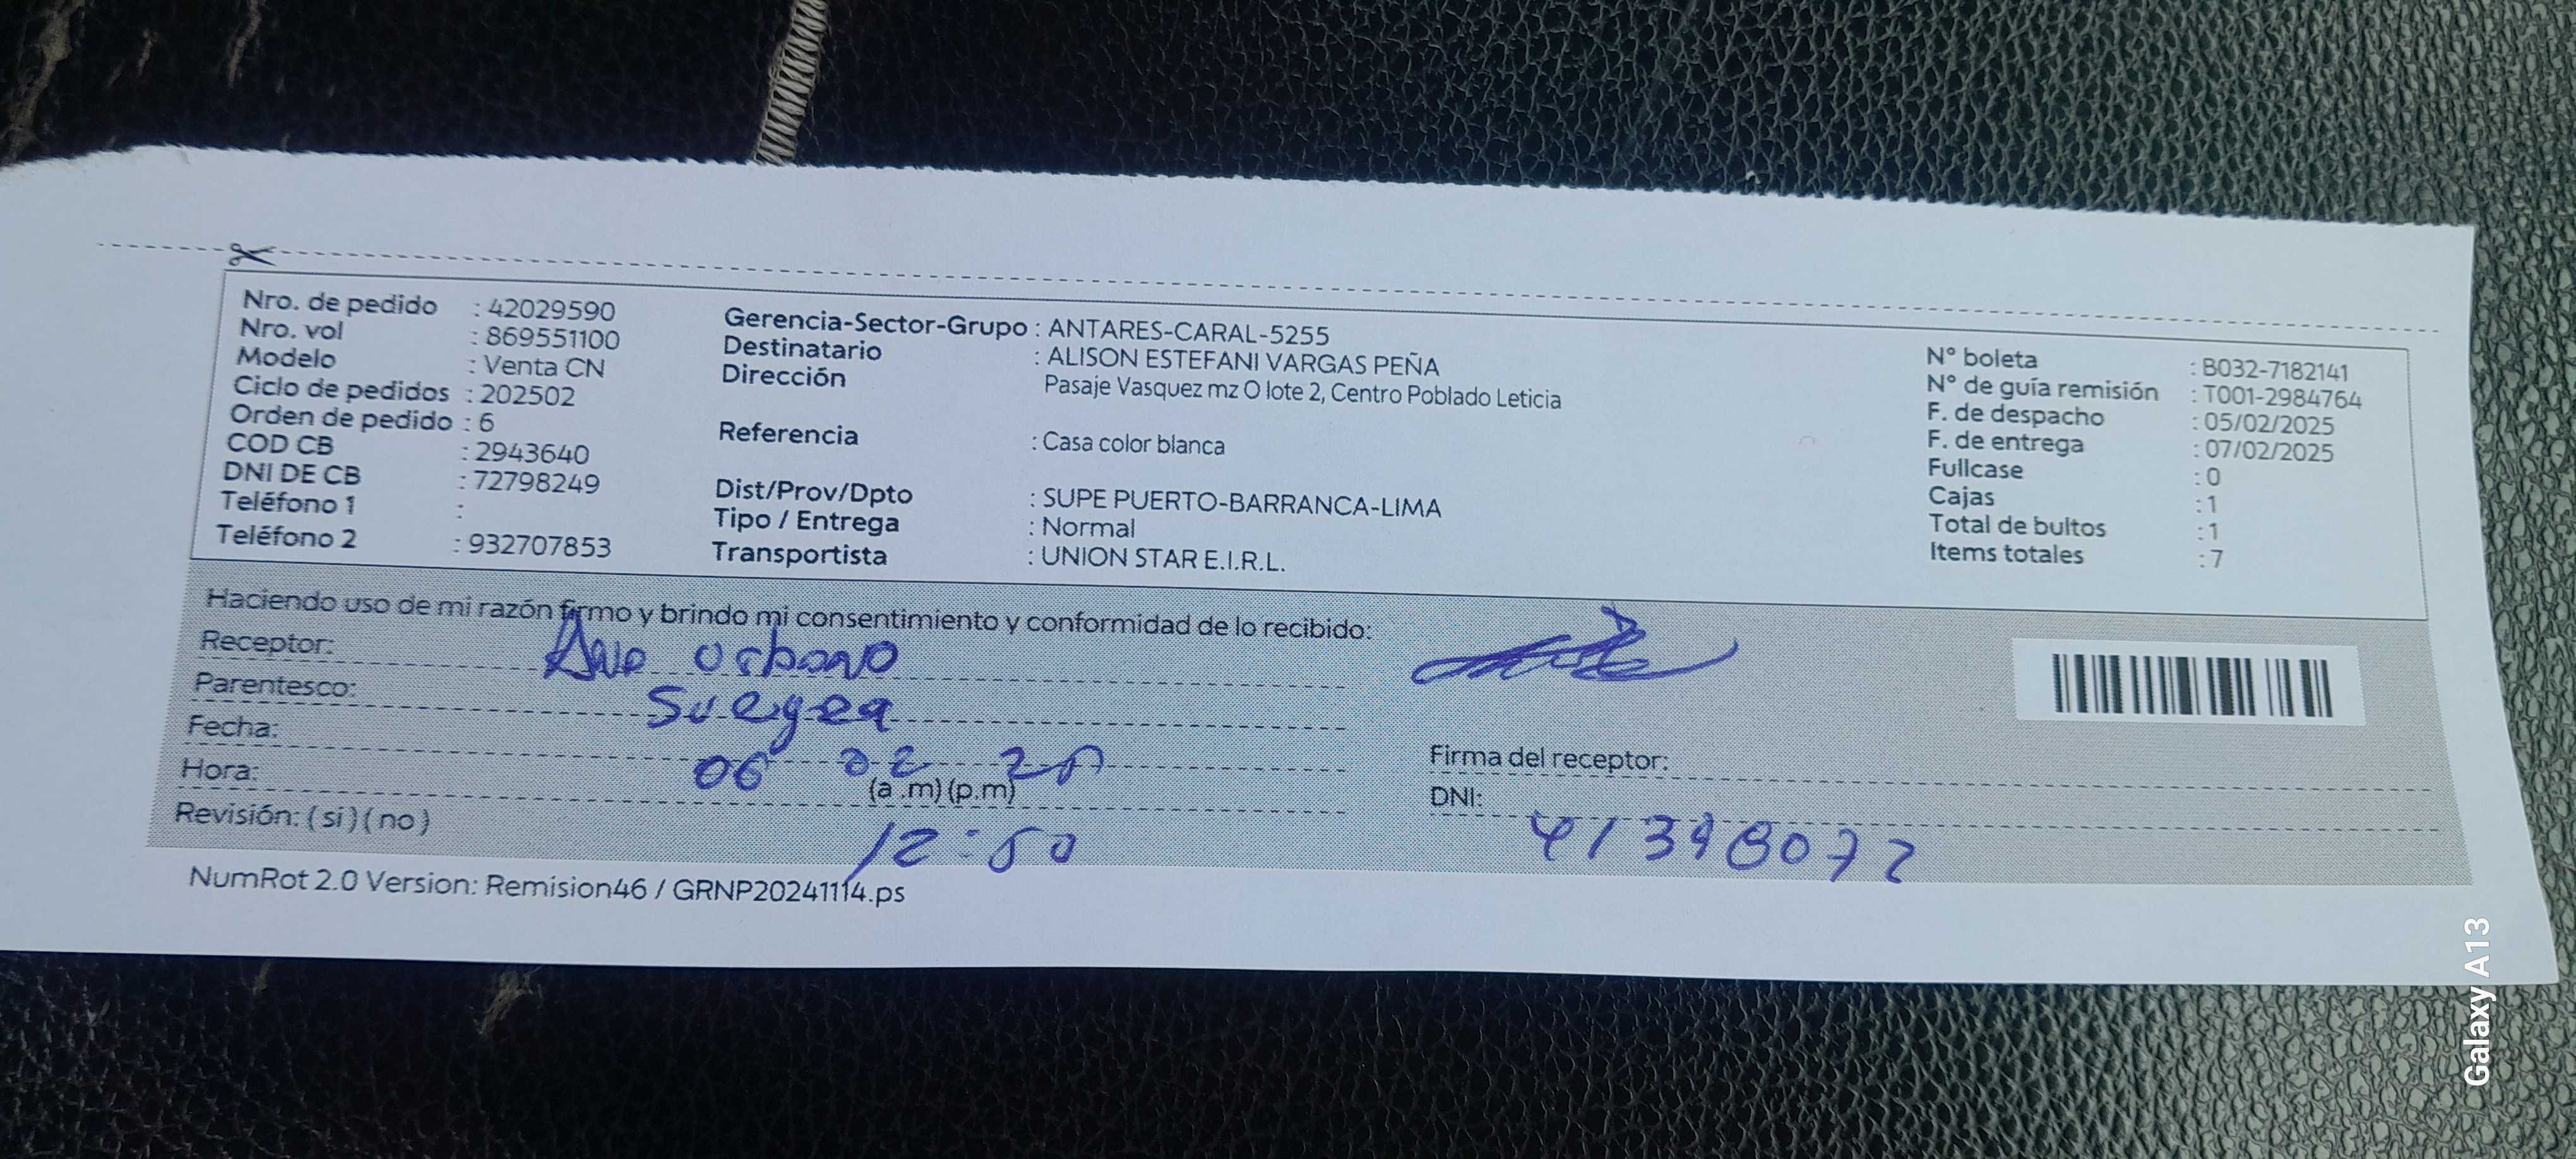 Nro. de pedido : 42029590
Nro. vol : 869551100
Modelo : Venta CN
Ciclo de pedidos : 202502
Orden de pedido : 6
COD CB : 2943640
DNI DE CB : 72798249
Teléfono 1 :
Teléfono 2 : 932707853
Gerencia-Sector-Grupo : ANTARES-CARAL-5255
Destinatario : ALISON ESTEFANI VARGAS PEÑA
Dirección Pasaje Vasquez mz O lote 2, Centro Poblado Leticia
Referencia : Casa color blanca
Dist/Prov/Dpto : SUPE PUERTO-BARRANCA-LIMA
Tipo / Entrega : Normal
Transportista : UNION STAR E.I.R.L.
N° boleta : B032-7182141
N° de guía remisión : T001-2984764
F. de despacho : 05/02/2025
F. de entrega : 07/02/2025
Fullcase : 0
Cajas : 1
Total de bultos : 1
Items totales : 7
Haciendo uso de mi razón firmo y brindo mi consentimiento y conformidad de lo recibido:
Receptor:
Parentesco: Suegra
Fecha: 06 02 25
Hora: (a .m) (p.m)
12:50
Revisión: ( si ) ( no )
Firma del receptor:
DNI:
41398072
NumRot 2.0 Version: Remision46 / GRNP20241114.ps
Galaxy A13